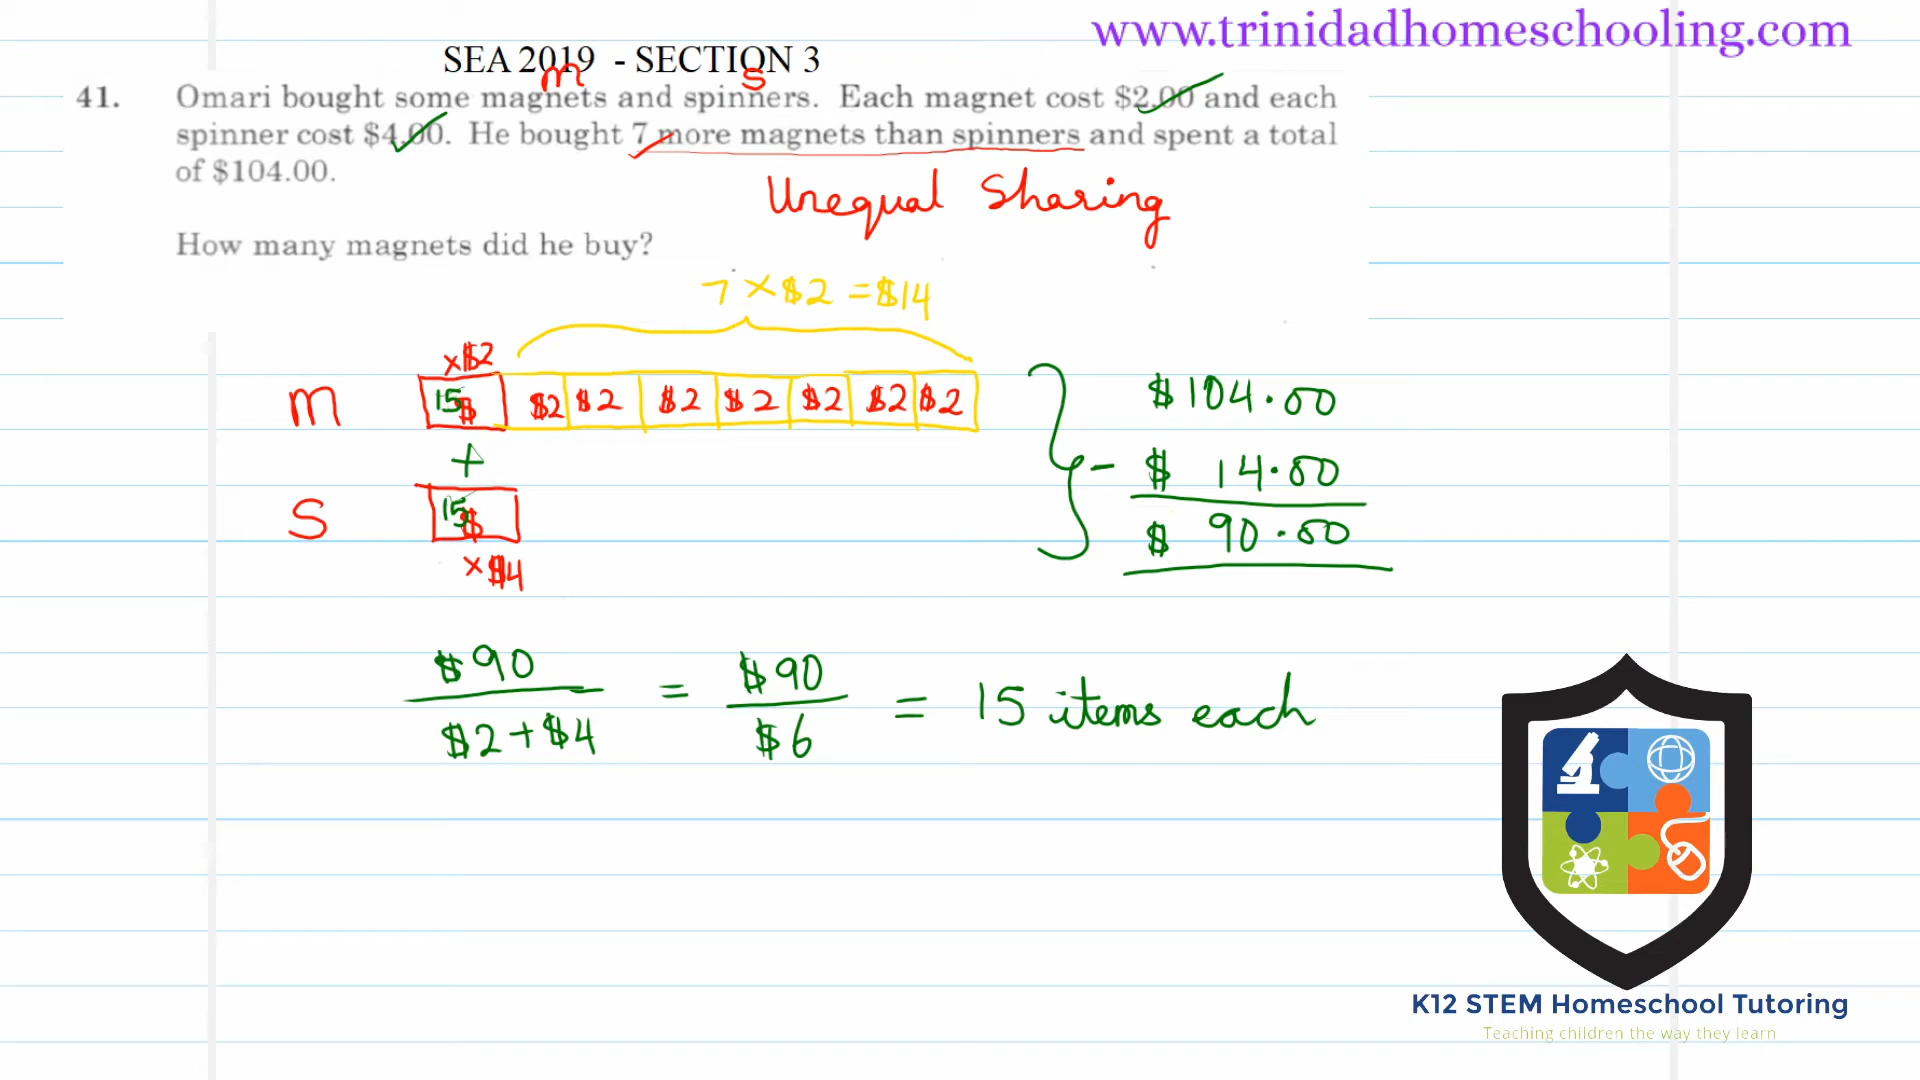 www.trinidadhomeschooling.com
SEA 2019 - SECTION 3
m s
41. Omari bought some magnets and spinners. Each magnet cost $2.00 and each
spinner cost $4.00. He bought 7 more magnets than spinners and spent a total
of $104.00.
Unequal Sharing
How many magnets did he buy?
7 × $2 = $14
×$2
m 15 $ $2 $2 $2 $2 $2 $2 $2 $104.00
+ - $ 14.00
s 15 $ $ 90.00
×$4
$90 = $90 = 15 items each
$2+$4 $6
K12 STEM Homeschool Tutoring
Teaching children the way they learn